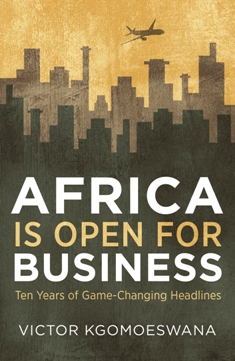 AFRICA
IS OPEN FOR
BUSINESS
Ten Years of Game-Changing Headlines
VICTOR KGOMOESWANA